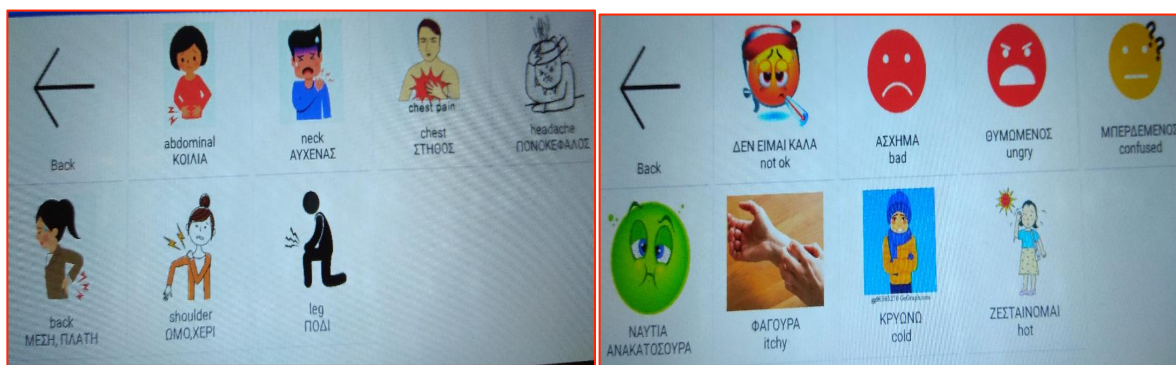 Back
abdominal
ΚΟΙΛΙΑ
neck
ΑΥΧΕΝΑΣ
chest pain
chest
ΣΤΗΘΟΣ
headache
ΠΟΝΟΚΕΦΑΛΟΣ
back
ΜΕΣΗ, ΠΛΑΤΗ
shoulder
ΩΜΟ,ΧΕΡΙ
leg
ΠΟΔΙ
Back
ΔΕΝ ΕΙΜΑΙ ΚΑΛΑ
not ok
ΑΣΧΗΜΑ
bad
ΘΥΜΩΜΕΝΟΣ
ungry
??
ΜΠΕΡΔΕΜΕΝΟΣ
confused
ΝΑΥΤΙΑ
ΑΝΑΚΑΤΟΣΟΥΡΑ
ΦΑΓΟΥΡΑ
itchy
ΚΡΥΩΝΩ
cold
ΖΕΣΤΑΙΝΟΜΑΙ
hot